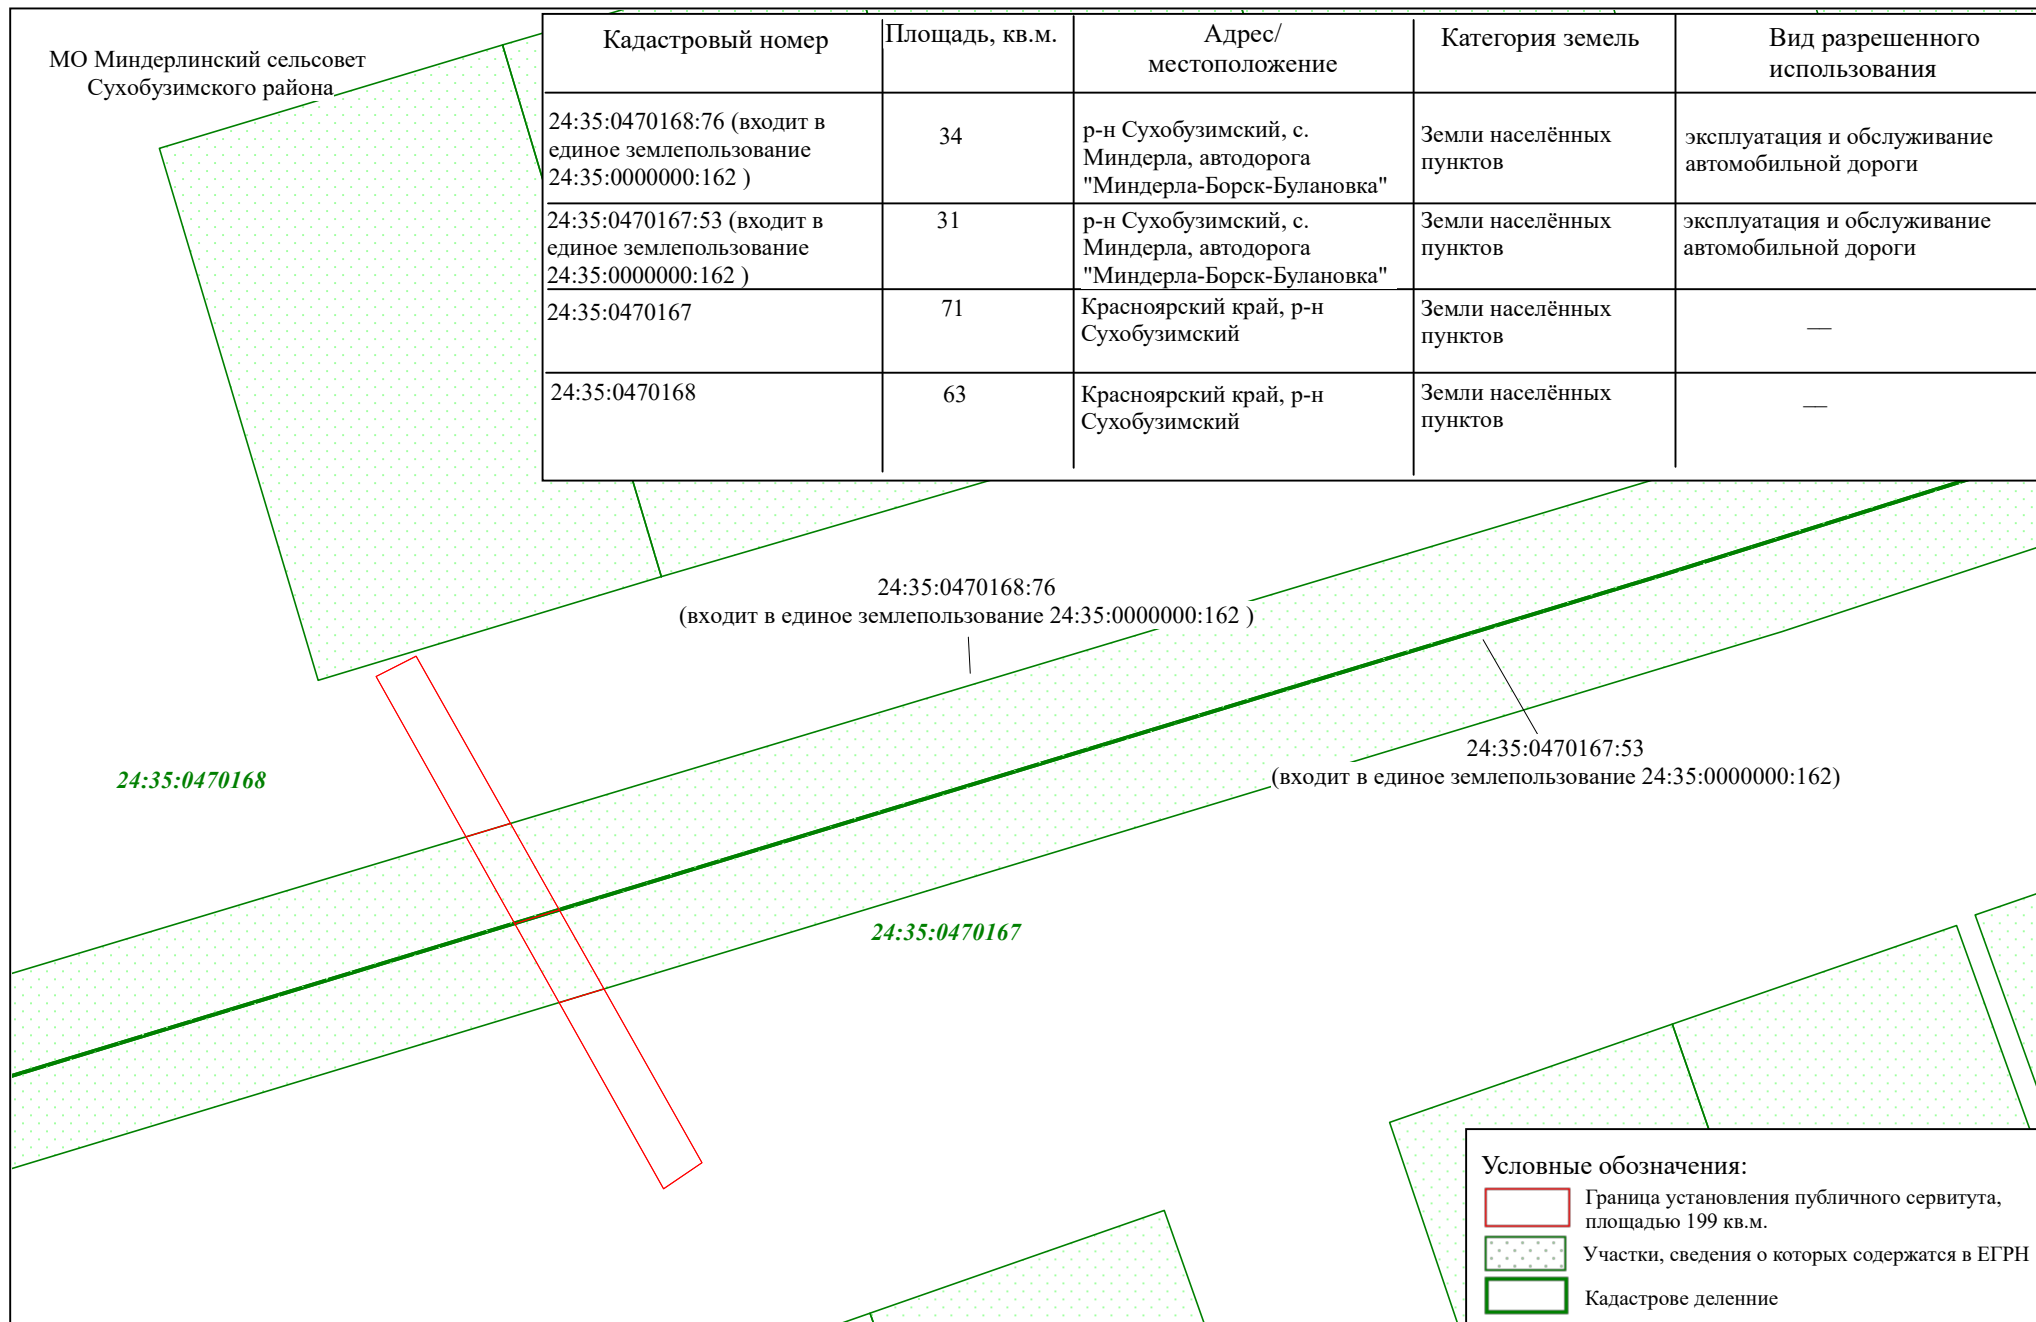 МО Миндерлинский сельсовет
Сухобузимского района
Кадастровый номер
Площадь, кв.м.
Адрес/
местоположение
Категория земель
Вид разрешенного
использования
24:35:0470168:76 (входит в
единое землепользование
24:35:0000000:162 )
34
р-н Сухобузимский, с.
Миндерла, автодорога
"Миндерла-Борск-Булановка"
Земли населённых
пунктов
эксплуатация и обслуживание
автомобильной дороги
24:35:0470167:53 (входит в
единое землепользование
24:35:0000000:162 )
31
р-н Сухобузимский, с.
Миндерла, автодорога
"Миндерла-Борск-Булановка"
Земли населённых
пунктов
эксплуатация и обслуживание
автомобильной дороги
24:35:0470167
71
Красноярский край, р-н
Сухобузимский
Земли населённых
пунктов
__
24:35:0470168
63
Красноярский край, р-н
Сухобузимский
Земли населённых
пунктов
__
24:35:0470168:76
(входит в единое землепользование 24:35:0000000:162 )
24:35:0470167:53
(входит в единое землепользование 24:35:0000000:162)
24:35:0470168
24:35:0470167
Условные обозначения:
Граница установления публичного сервитута,
площадью 199 кв.м.
Участки, сведения о которых содержатся в ЕГРН
Кадастрове деленние